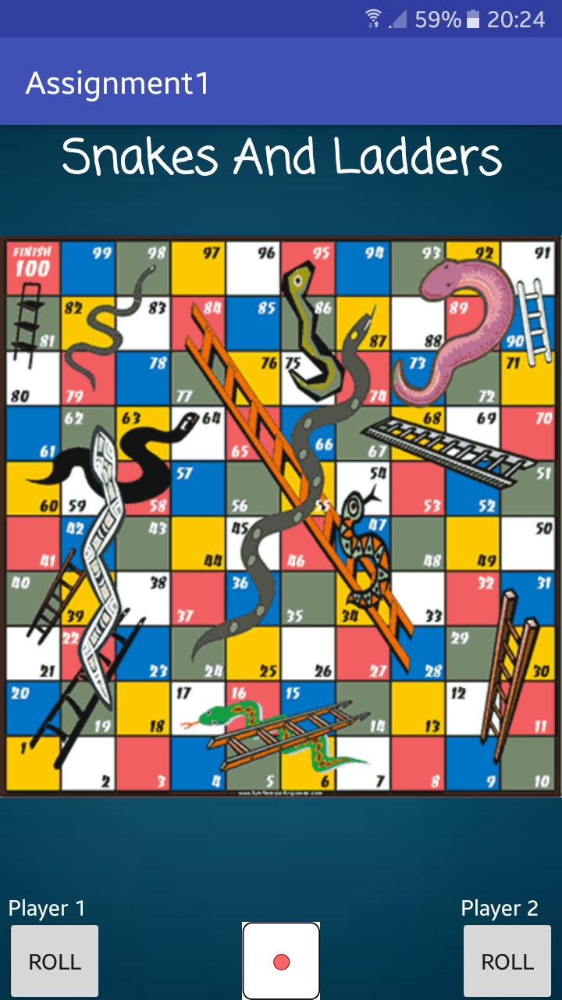 59% 20:24
Assignment1
Snakes And Ladders
FINISH 100 99 98 97 96 95 94 93 92 91
81 82 83 84 85 86 87 88 89 90
80 79 78 77 76 75 74 73 72 71
61 62 63 64 65 66 67 68 69 70
60 59 58 57 56 55 54 53 52 51
41 42 43 44 45 46 47 48 49 50
40 39 38 37 36 35 34 33 32 31
21 22 23 24 25 26 27 28 29 30
20 19 18 17 16 15 14 13 12 11
1 2 3 4 5 6 7 8 9 10
Player 1 Player 2
ROLL ROLL